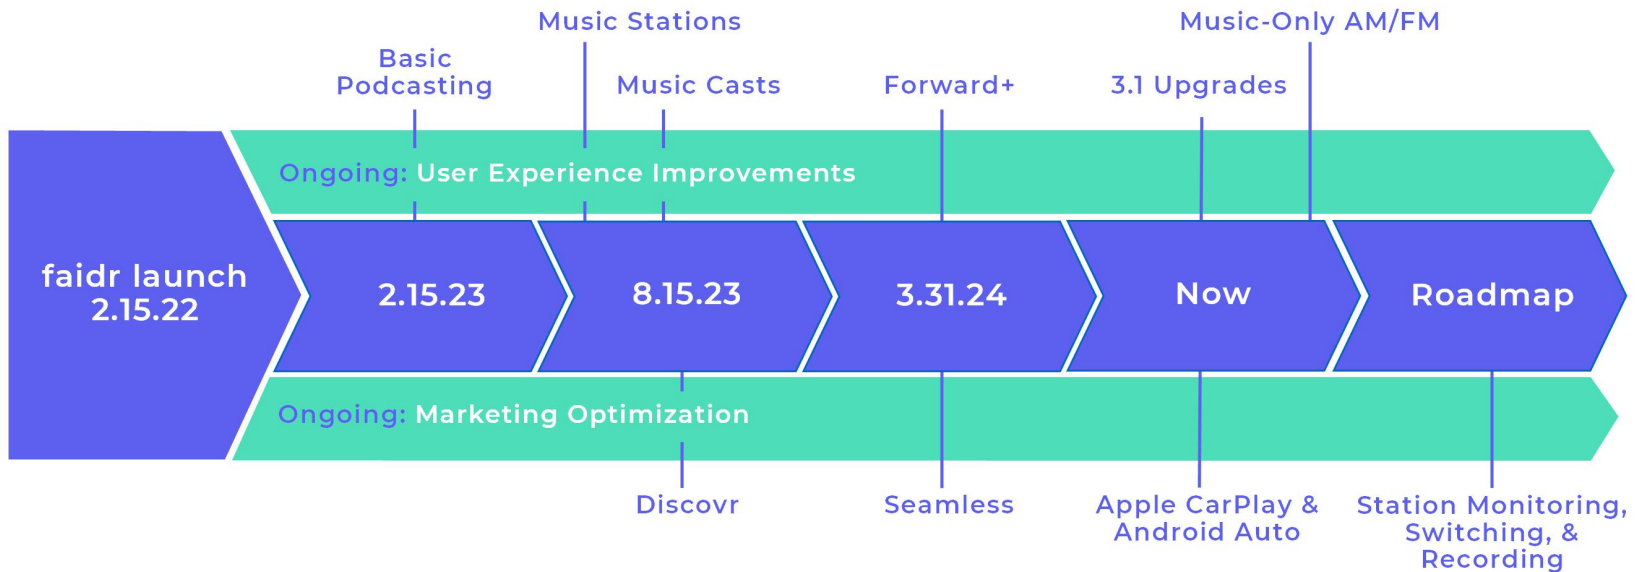 Music Stations
Music-Only AM/FM
Basic
Podcasting
Music Casts
Forward+
3.1 Upgrades
Ongoing: User Experience Improvements
faidr launch
2.15.22
2.15.23
8.15.23
3.31.24
Now
Roadmap
Ongoing: Marketing Optimization
Discovr
Seamless
Apple CarPlay &
Android Auto
Station Monitoring,
Switching, &
Recording